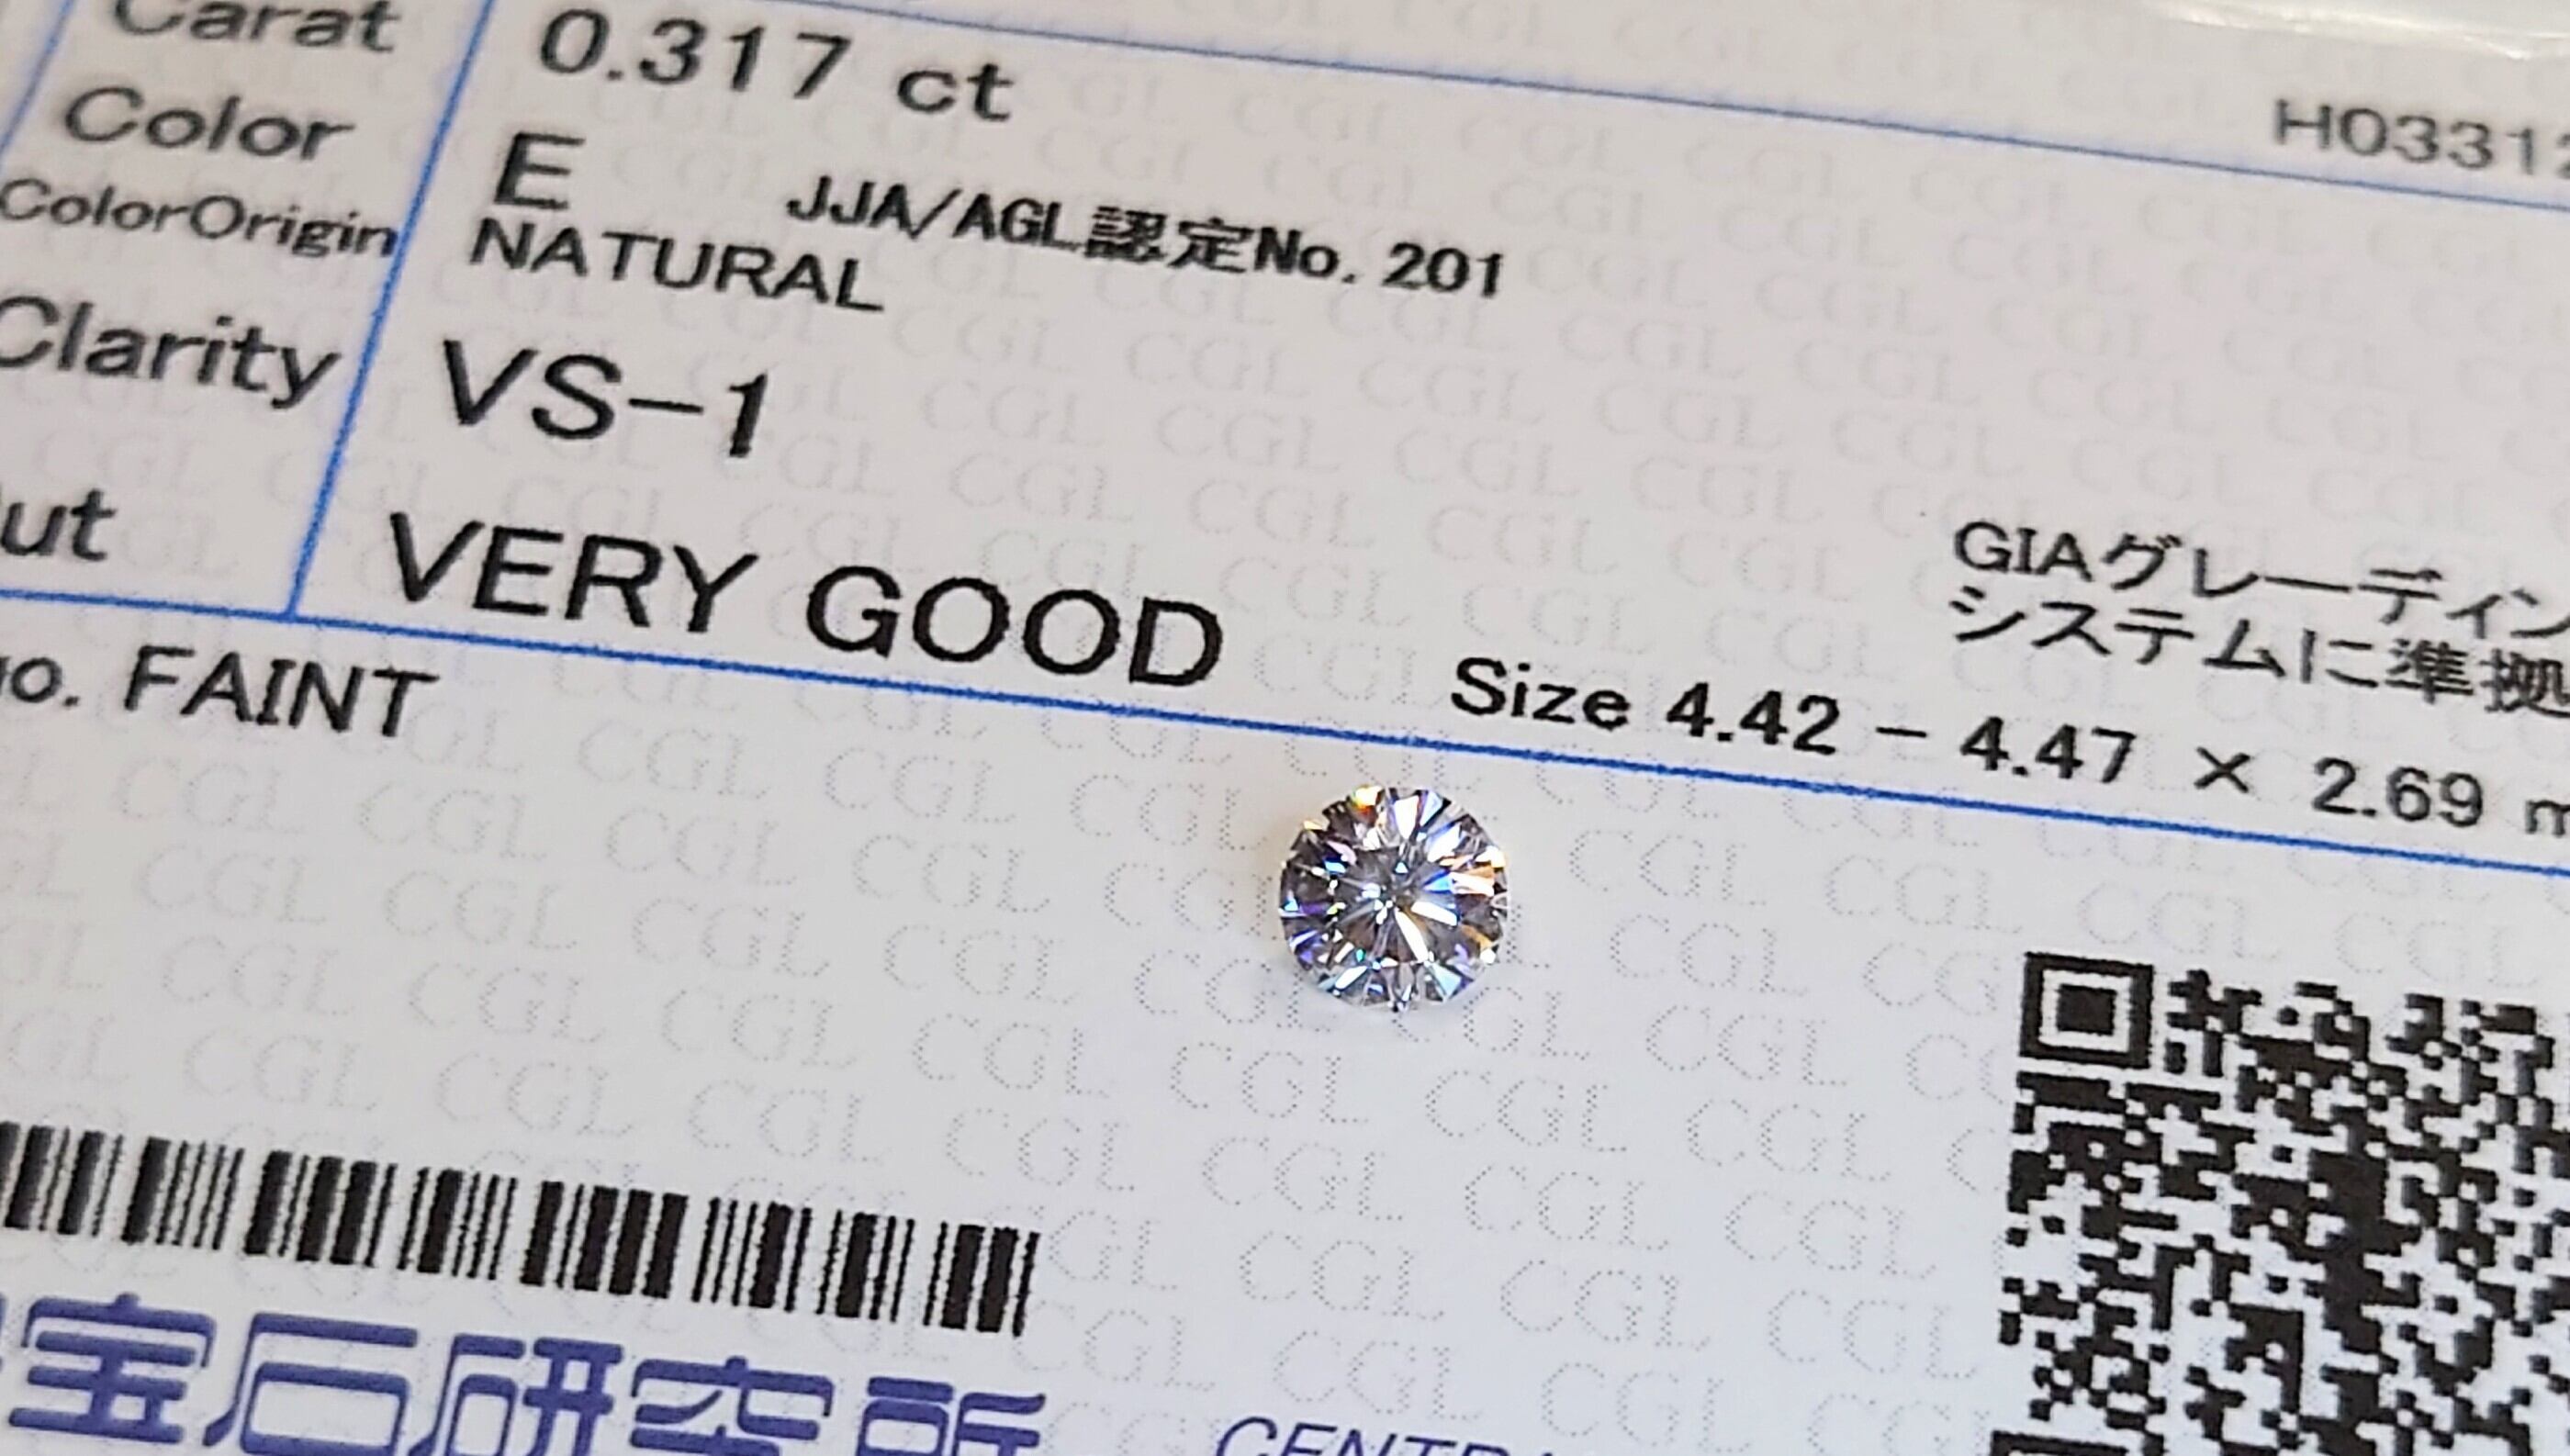 Carat 0.317 ct
H03312
Color E
JJA/AGL認定No. 201
ColorOrigin NATURAL
Clarity VS-1
ut VERY GOOD
GIAグレーディン
システムに準拠
o. FAINT
Size 4.42 - 4.47 × 2.69 m
宝石研究所
CENTRA